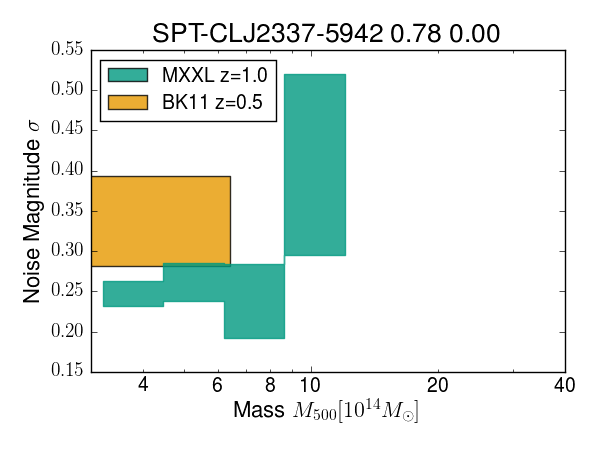 SPT-CLJ2337-5942 0.78 0.00
0.55
0.50
0.45
0.40
0.35
0.30
0.25
0.20
0.15
Noise Magnitude σ
MXXL z=1.0
BK11 z=0.5
4 6 8 10 20 40
Mass M₅₀₀[10¹⁴M⊙]